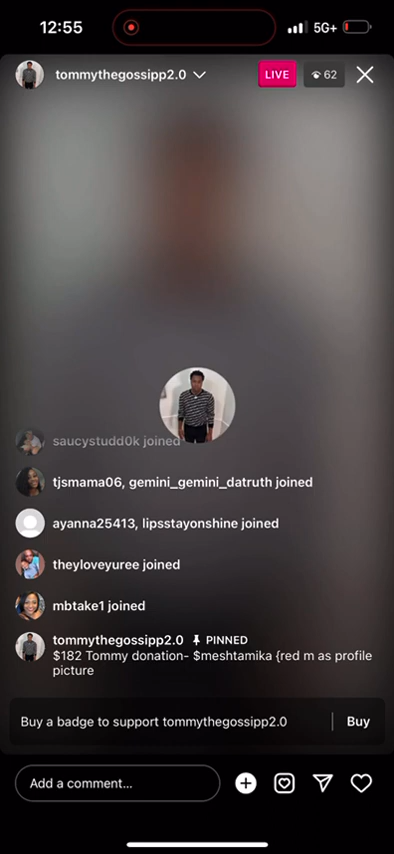 12:55
5G+
tommythegossipp2.0
LIVE
62
saucystudd0k joined
tjsmama06, gemini_gemini_datruth joined
ayanna25413, lipsstayonshine joined
theyloveyuree joined
mbtake1 joined
tommythegossipp2.0 PINNED
$182 Tommy donation- $meshtamika {red m as profile
picture
Buy a badge to support tommythegossipp2.0
Buy
Add a comment...